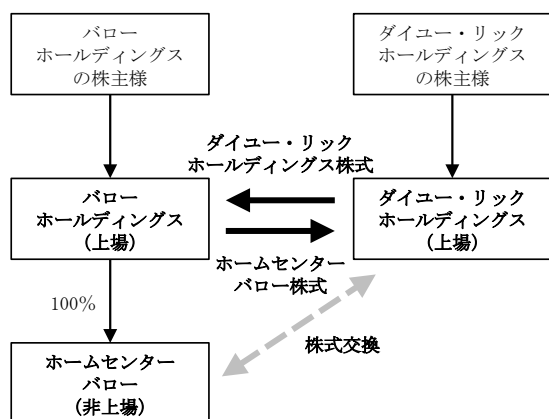 バロー
ホールディングス
の株主様
ダイユー・リック
ホールディングス
の株主様
ダイユー・リック
ホールディングス株式
バロー
ホールディングス
(上場)
ダイユー・リック
ホールディングス
(上場)
ホームセンター
バロー株式
100%
株式交換
ホームセンター
バロー
(非上場)